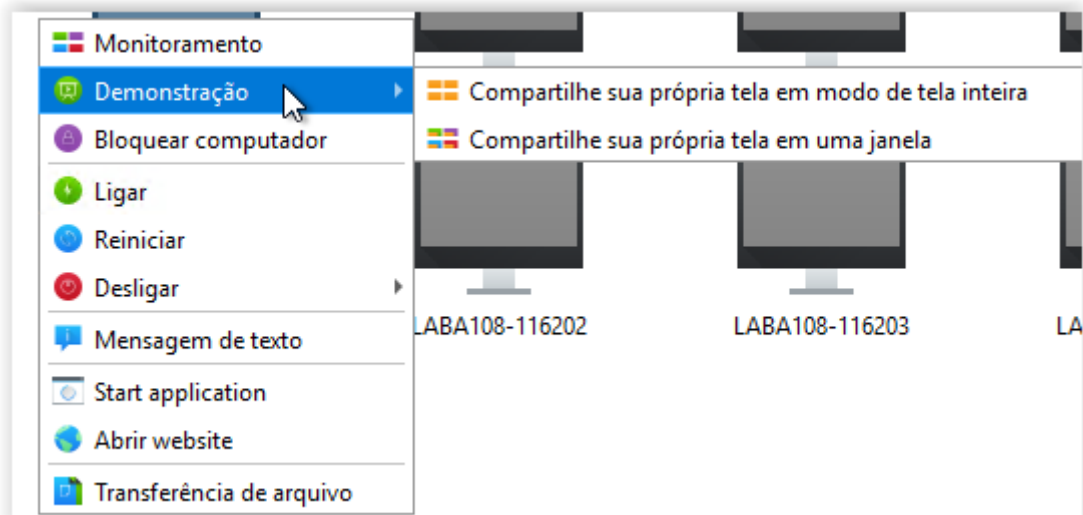 Monitoramento
Demonstração
Compartilhe sua própria tela em modo de tela inteira
Bloquear computador
Compartilhe sua própria tela em uma janela
Ligar
Reiniciar
Desligar
Mensagem de texto
LABA108-116202
LABA108-116203
LA
Start application
Abrir website
Transferência de arquivo